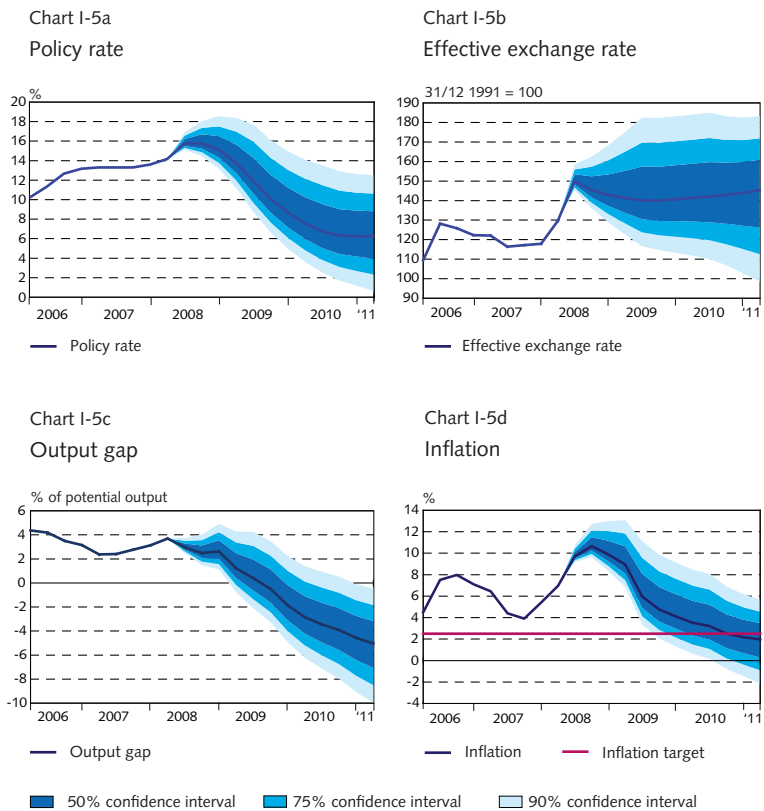 Chart I-5a
Policy rate
%
20
18
16
14
12
10
8
6
4
2
0
2006 2007 2008 2009 2010 '11
Policy rate
Chart I-5b
Effective exchange rate
31/12 1991 = 100
190
180
170
160
150
140
130
120
110
100
90
2006 2007 2008 2009 2010 '11
Effective exchange rate
Chart I-5c
Output gap
% of potential output
6
4
2
0
-2
-4
-6
-8
-10
2006 2007 2008 2009 2010 '11
Output gap
Chart I-5d
Inflation
%
14
12
10
8
6
4
2
0
-2
-4
2006 2007 2008 2009 2010 '11
Inflation Inflation target
50% confidence interval 75% confidence interval 90% confidence interval